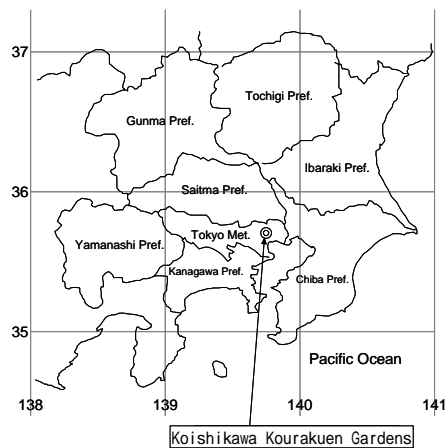 37
Tochigi Pref.
Gunma Pref.
Ibaraki Pref.
36
Saitma Pref.
Tokyo Met.
Yamanashi Pref.
Kanagawa Pref.
Chiba Pref.
35
Pacific Ocean
138
139
140
141
Koishikawa Kourakuen Gardens